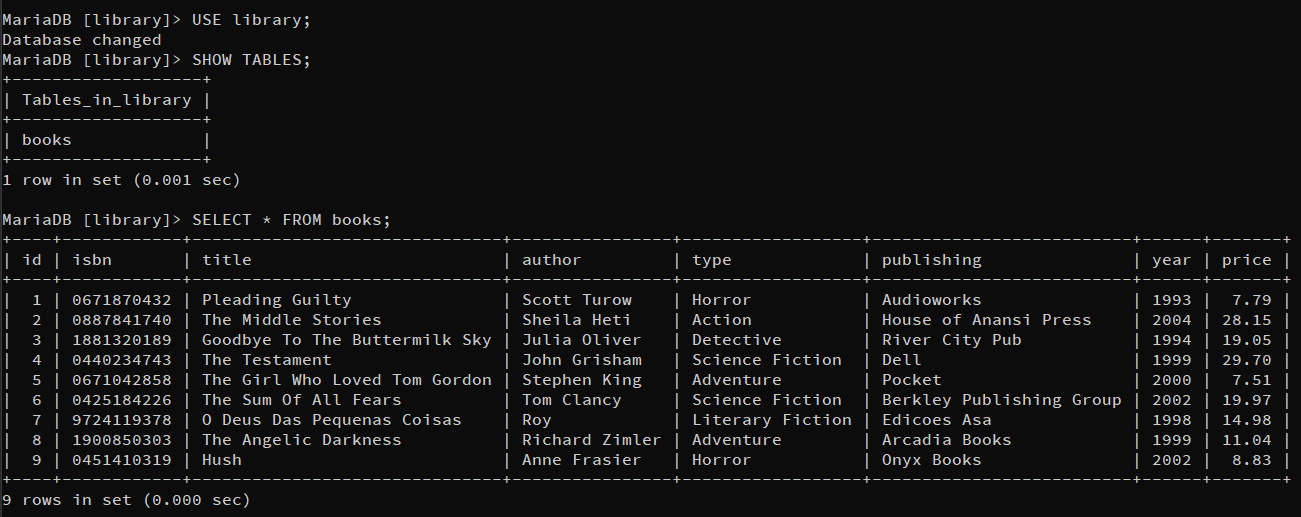 MariaDB [library]> USE library;
Database changed
MariaDB [library]> SHOW TABLES;
+-------------------+
| Tables_in_library |
+-------------------+
| books             |
+-------------------+
1 row in set (0.001 sec)

MariaDB [library]> SELECT * FROM books;
+----+------------+-------------------------------+----------------+------------------+--------------------------+------+-------+
| id | isbn       | title                         | author         | type             | publishing               | year | price |
+----+------------+-------------------------------+----------------+------------------+--------------------------+------+-------+
|  1 | 0671870432 | Pleading Guilty               | Scott Turow    | Horror           | Audioworks               | 1993 |  7.79 |
|  2 | 0887841740 | The Middle Stories            | Sheila Heti    | Action           | House of Anansi Press    | 2004 | 28.15 |
|  3 | 1881320189 | Goodbye To The Buttermilk Sky | Julia Oliver   | Detective        | River City Pub           | 1994 | 19.05 |
|  4 | 0440234743 | The Testament                 | John Grisham   | Science Fiction  | Dell                     | 1999 | 29.70 |
|  5 | 0671042858 | The Girl Who Loved Tom Gordon | Stephen King   | Adventure        | Pocket                   | 2000 |  7.51 |
|  6 | 0425184226 | The Sum Of All Fears          | Tom Clancy     | Science Fiction  | Berkley Publishing Group | 2002 | 19.97 |
|  7 | 9724119378 | O Deus Das Pequenas Coisas    | Roy            | Literary Fiction | Edicoes Asa              | 1998 | 14.98 |
|  8 | 1900850303 | The Angelic Darkness          | Richard Zimler | Adventure        | Arcadia Books            | 1999 | 11.04 |
|  9 | 0451410319 | Hush                          | Anne Frasier   | Horror           | Onyx Books               | 2002 |  8.83 |
+----+------------+-------------------------------+----------------+------------------+--------------------------+------+-------+
9 rows in set (0.000 sec)